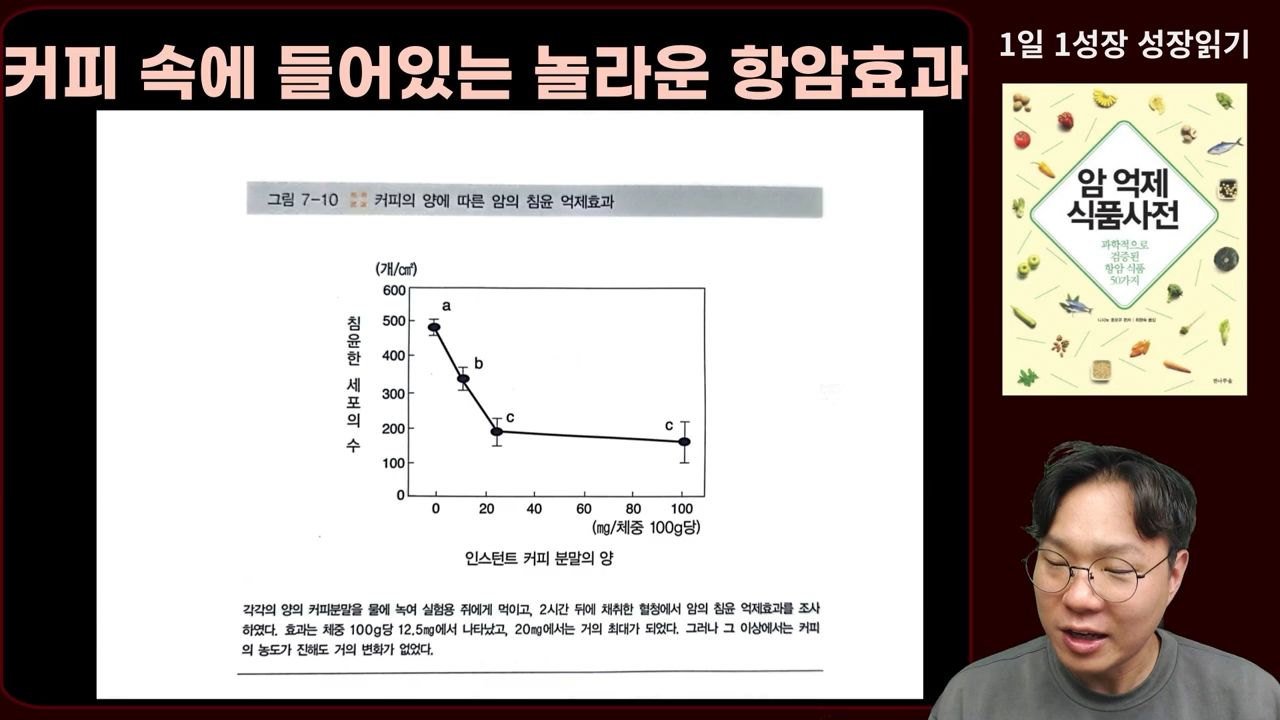 커피 속에 들어있는 놀라운 항암효과
1일 1성장 성장읽기
그림 7-10 커피의 양에 따른 암의 침윤 억제효과
(개/㎠)
침윤한 세포의 수
600
500
400
300
200
100
0
a
b
c
c
0 20 40 60 80 100
(㎎/체중 100g당)
인스턴트 커피 분말의 양
각각의 양의 커피분말을 물에 녹여 실험용 쥐에게 먹이고, 2시간 뒤에 채취한 혈청에서 암의 침윤 억제효과를 조사
하였다. 효과는 체중 100g당 12.5㎎에서 나타났고, 20㎎에서는 거의 최대가 되었다. 그러나 그 이상에서는 커피
의 농도가 진해도 거의 변화가 없었다.
암 억제
식품사전
과학적으로
검증된
항암 식품
50가지